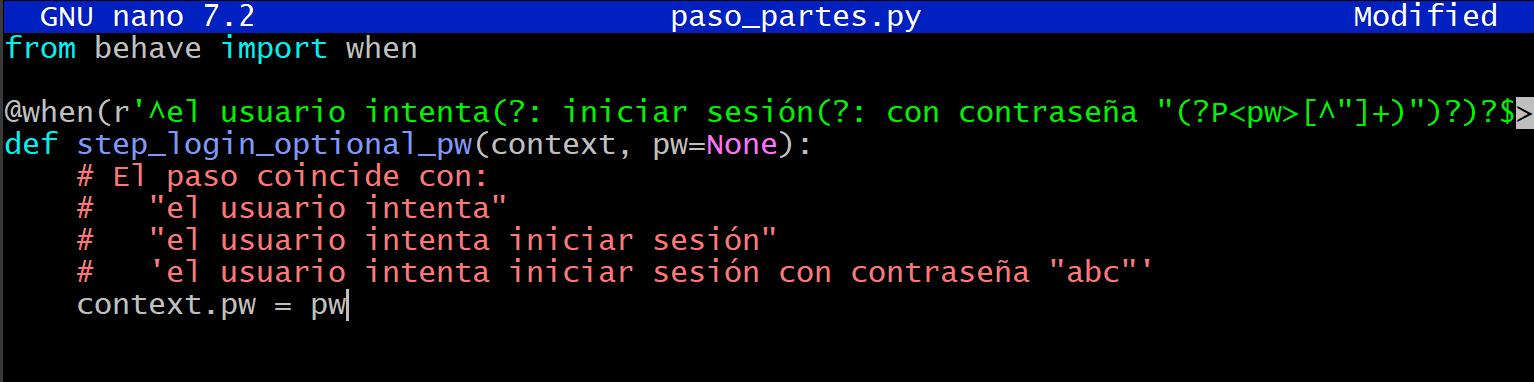 GNU nano 7.2 paso_partes.py Modified
from behave import when
@when(r'^el usuario intenta(?: iniciar sesión(?: con contraseña "(?P<pw>[^"]+)")?)?$>
def step_login_optional_pw(context, pw=None):
    # El paso coincide con:
    #   "el usuario intenta"
    #   "el usuario intenta iniciar sesión"
    #   'el usuario intenta iniciar sesión con contraseña "abc"'
    context.pw = pw